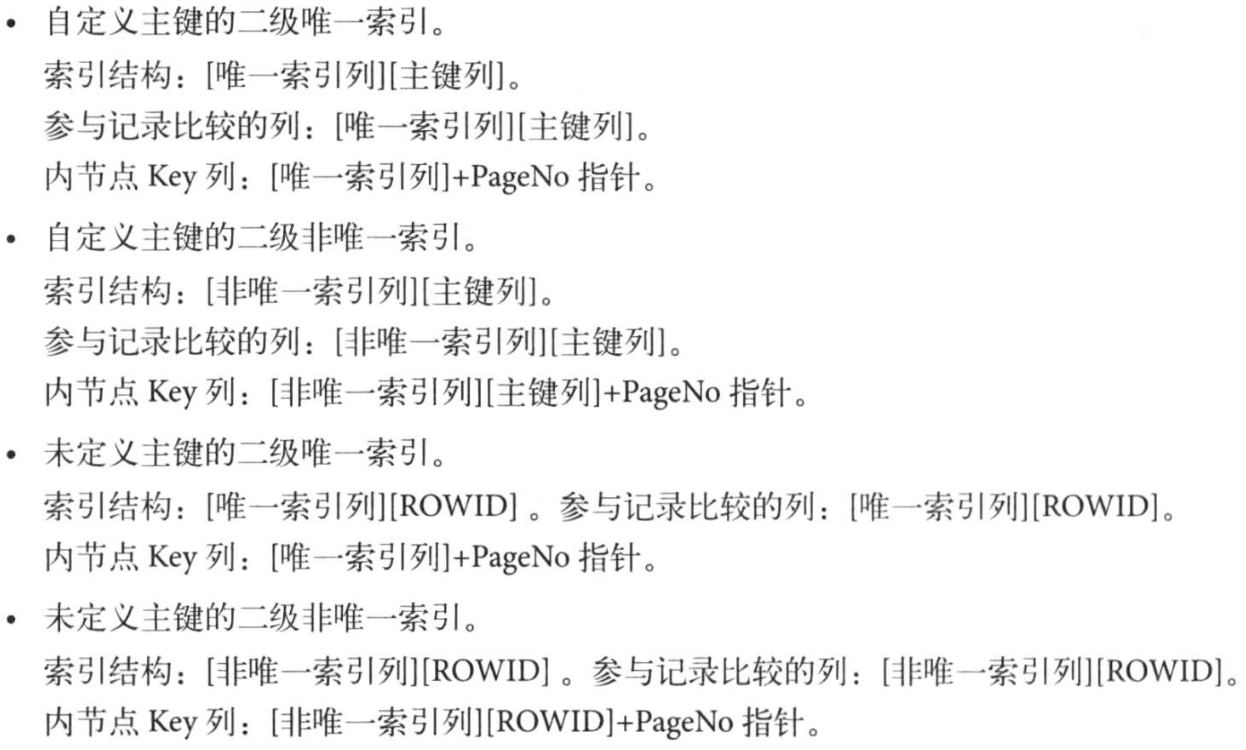 • 自定义主键的二级唯一索引。
索引结构：[唯一索引列][主键列]。
参与记录比较的列：[唯一索引列][主键列]。
内节点 Key 列：[唯一索引列]+PageNo 指针。
• 自定义主键的二级非唯一索引。
索引结构：[非唯一索引列][主键列]。
参与记录比较的列：[非唯一索引列][主键列]。
内节点 Key 列：[非唯一索引列][主键列]+PageNo 指针。
• 未定义主键的二级唯一索引。
索引结构：[唯一索引列][ROWID] 。参与记录比较的列：[唯一索引列][ROWID]。
内节点 Key 列：[唯一索引列]+PageNo 指针。
• 未定义主键的二级非唯一索引。
索引结构：[非唯一索引列][ROWID] 。参与记录比较的列：[非唯一索引列][ROWID]。
内节点 Key 列：[非唯一索引列][ROWID]+PageNo 指针。